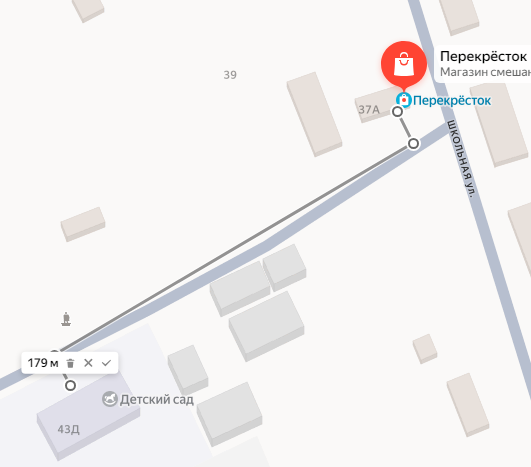 Перекрёсток
Магазин смешан
39
37А
Перекрёсток
ШКОЛЬНАЯ УЛ.
179 м
Детский сад
43Д